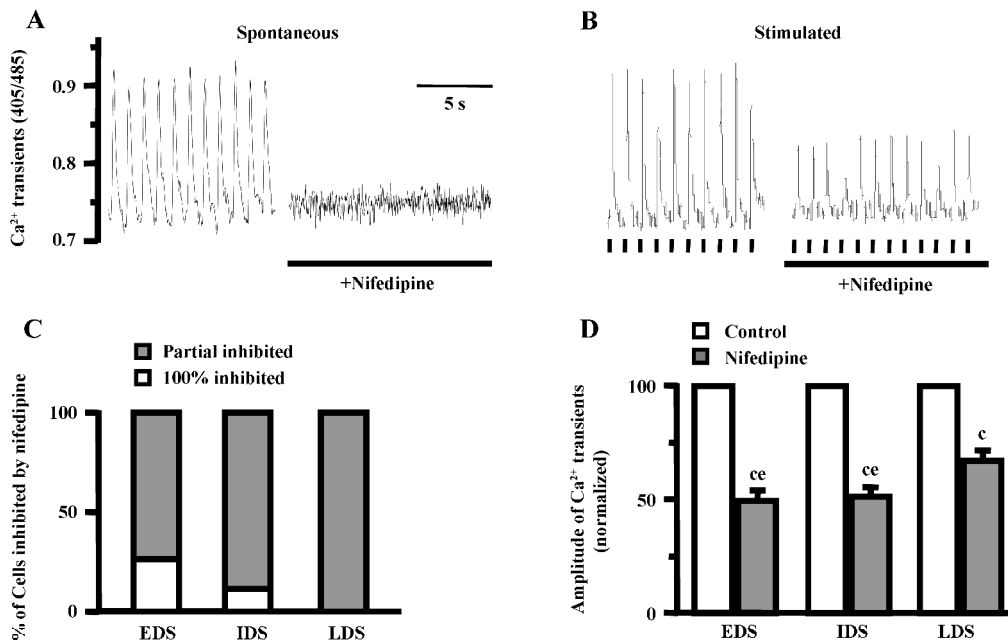 A
Spontaneous
Ca²⁺ transients (405/485)
0.9
0.8
0.7
5 s
+Nifedipine
B
Stimulated
+Nifedipine
C
Partial inhibited
100% inhibited
% of Cells inhibited by nifedipine
100
50
0
EDS IDS LDS
D
Control
Nifedipine
Amplitude of Ca²⁺ transients
(normalized)
100
50
0
ce ce c
EDS IDS LDS